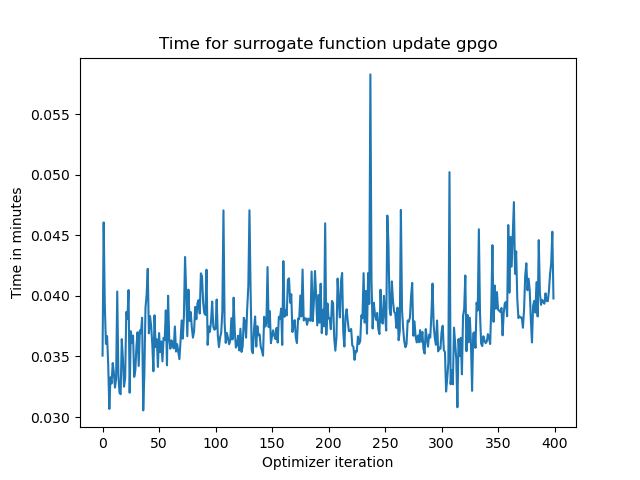 Time for surrogate function update gpgo
0.055
0.050
0.045
0.040
0.035
0.030
Time in minutes
0 50 100 150 200 250 300 350 400
Optimizer iteration